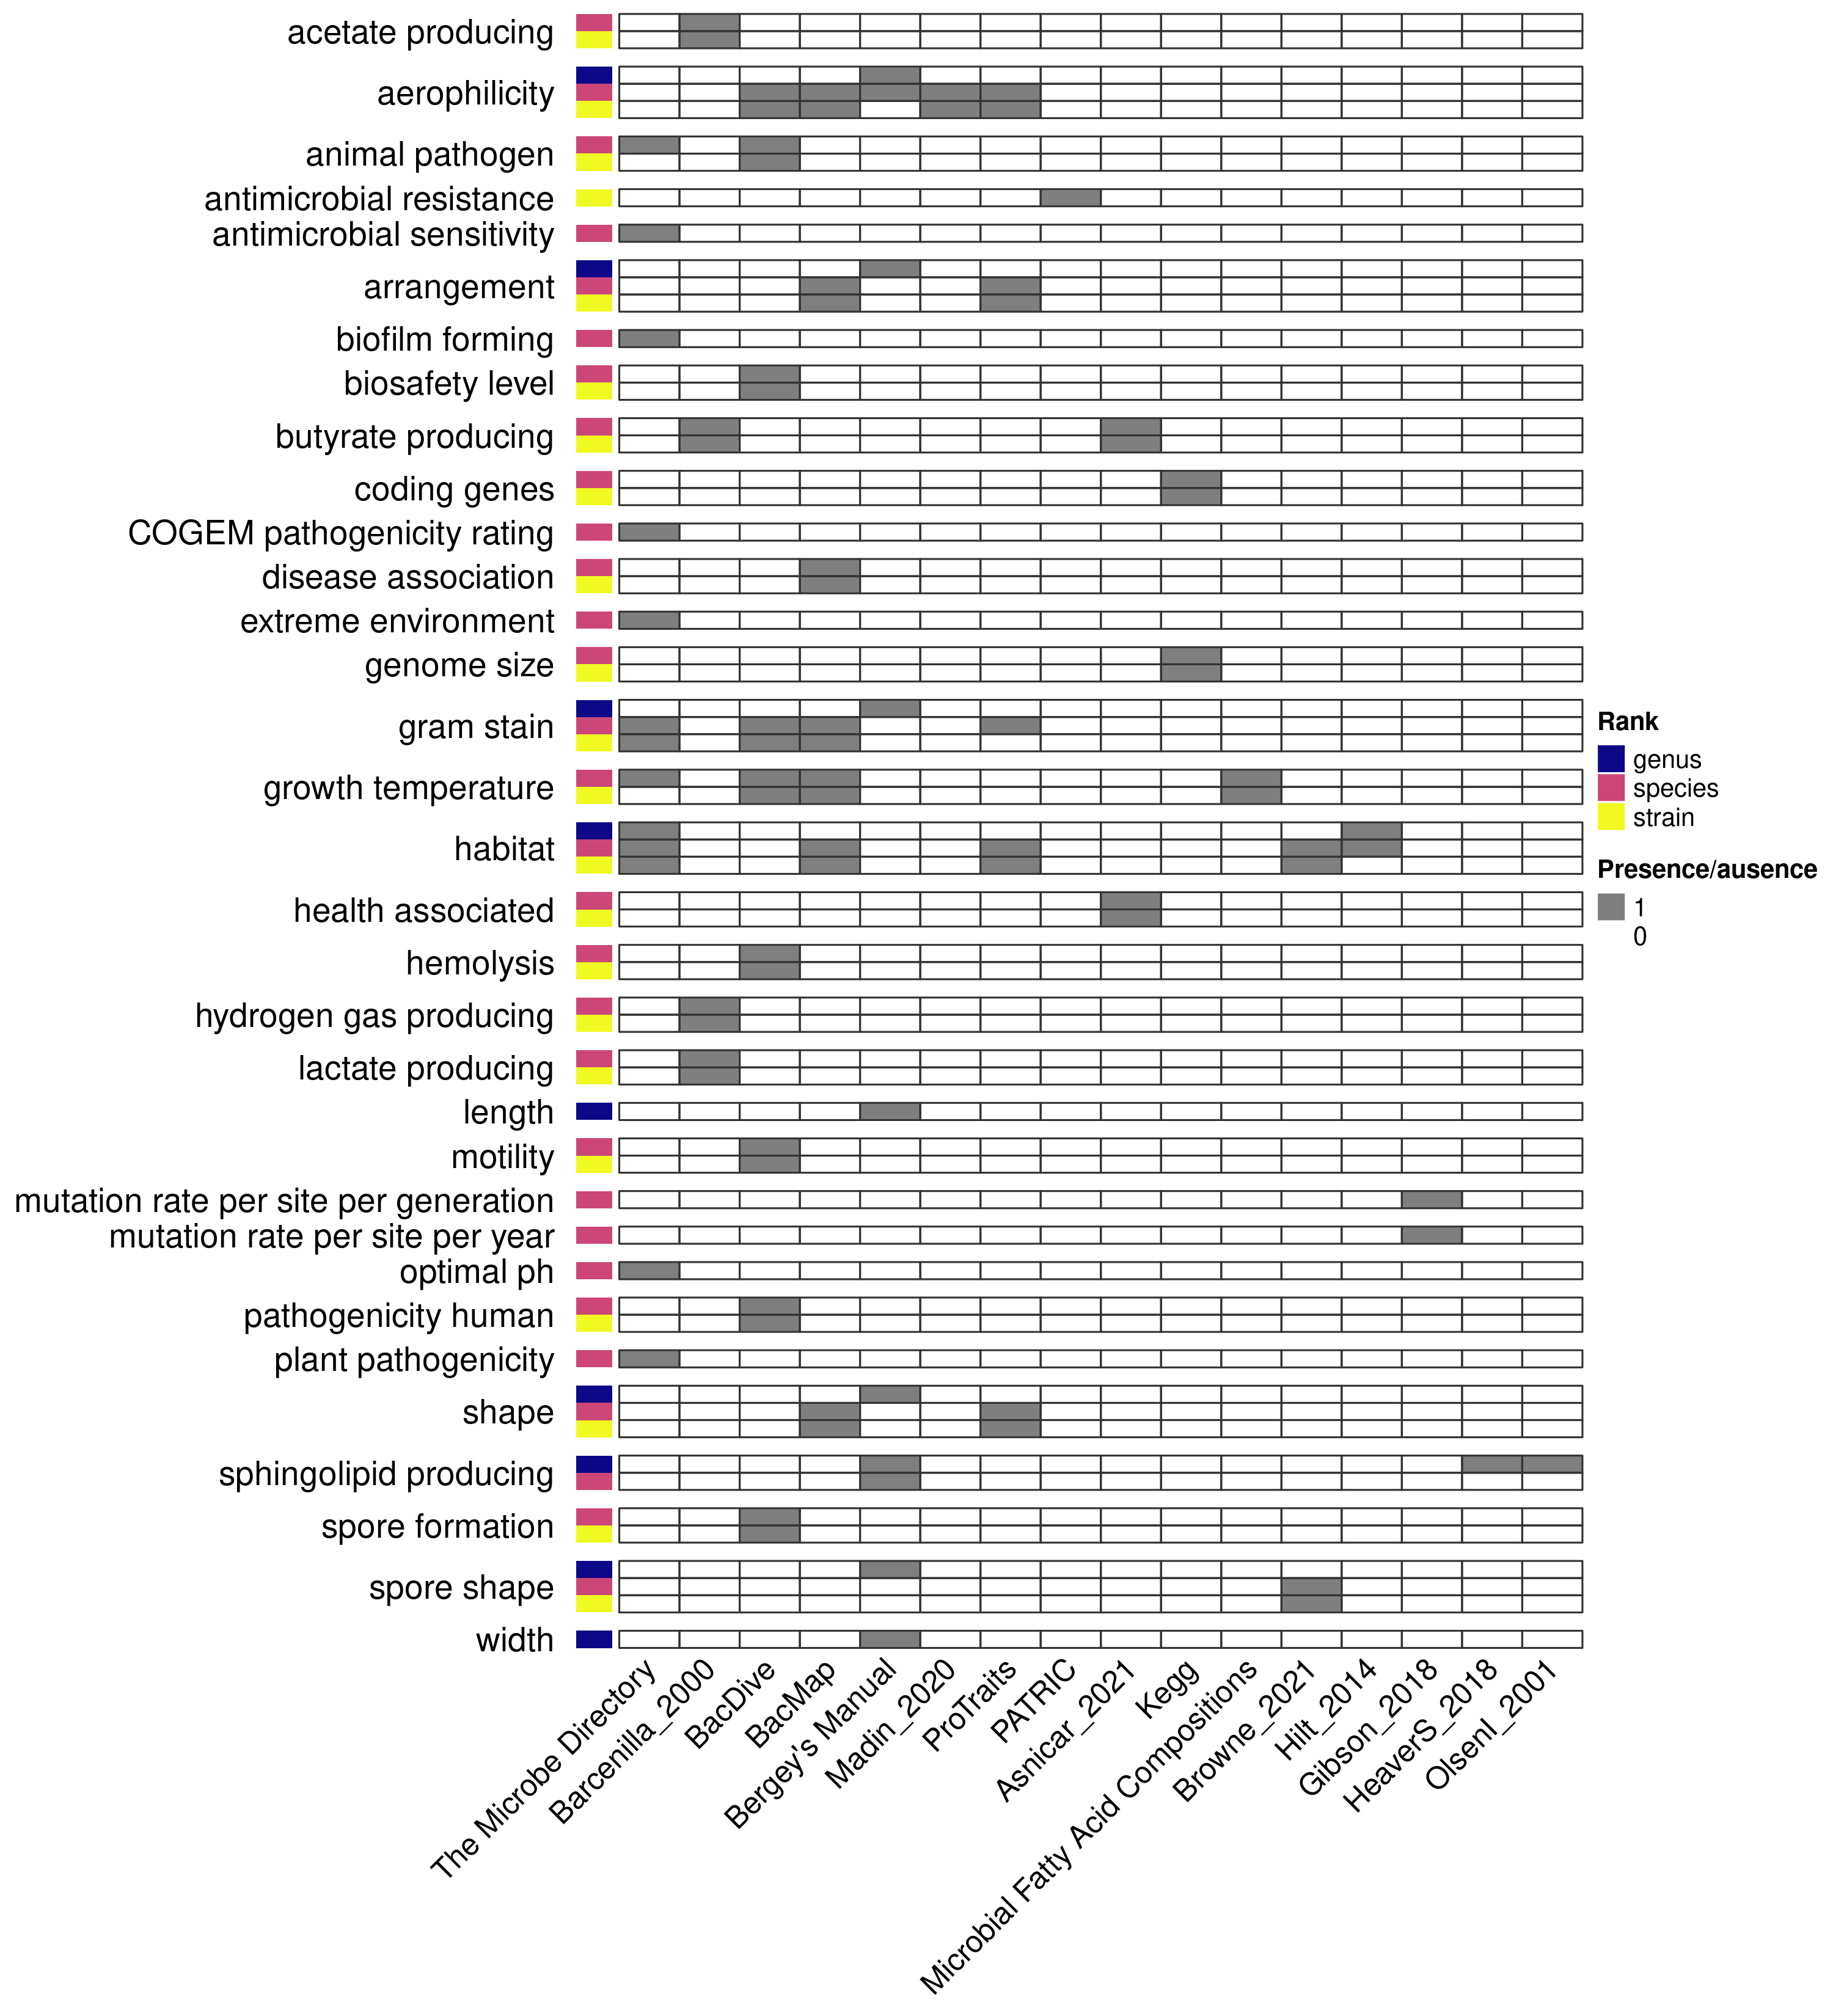 acetate producing
aerophilicity
animal pathogen
antimicrobial resistance
antimicrobial sensitivity
arrangement
biofilm forming
biosafety level
butyrate producing
coding genes
COGEM pathogenicity rating
disease association
extreme environment
genome size
gram stain
growth temperature
habitat
health associated
hemolysis
hydrogen gas producing
lactate producing
length
motility
mutation rate per site per generation
mutation rate per site per year
optimal ph
pathogenicity human
plant pathogenicity
shape
sphingolipid producing
spore formation
spore shape
width
The Microbe Directory
Barcenilla_2000
BacDive
BacMap
Bergey's Manual
Madin_2020
ProTraits
PATRIC
Asnicar_2021
Kegg
Microbial Fatty Acid Compositions
Browne_2021
Hilt_2014
Gibson_2018
HeaverS_2018
OlsenI_2001
Rank
genus
species
strain
Presence/ausence
1
0